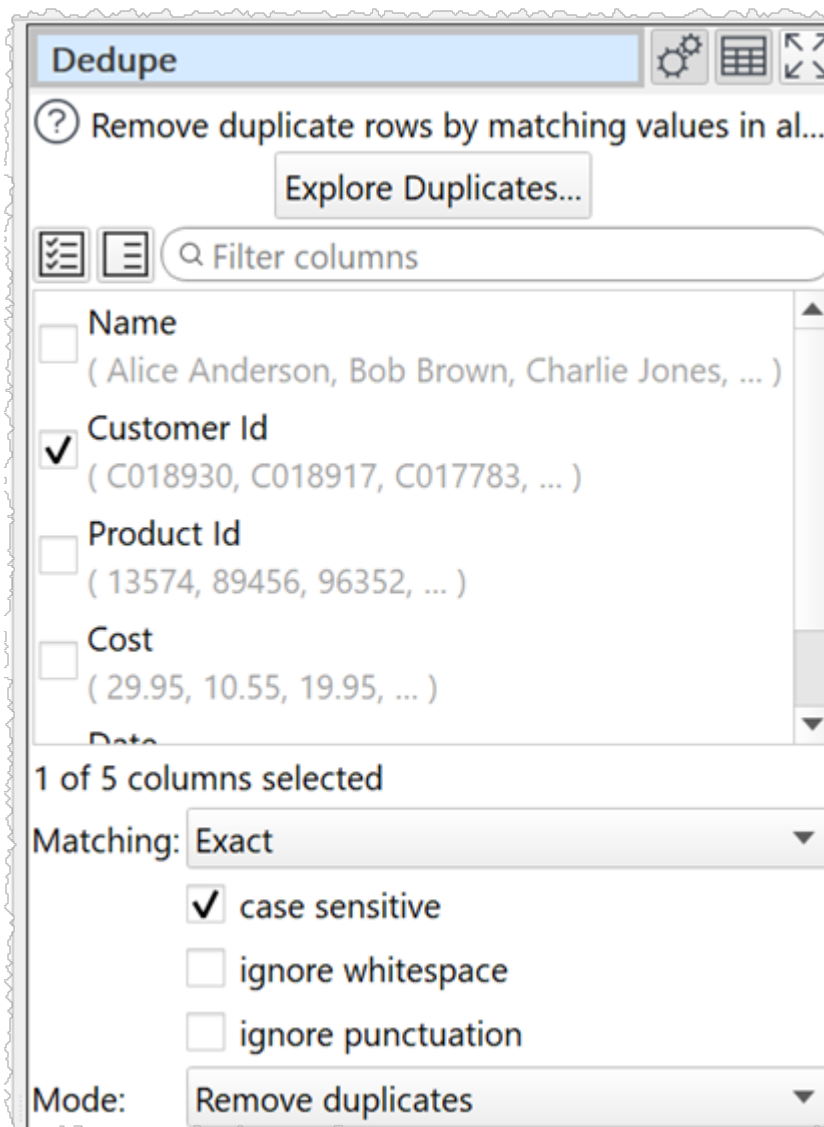 Dedupe
? Remove duplicate rows by matching values in al...
Explore Duplicates...
Filter columns
Name
( Alice Anderson, Bob Brown, Charlie Jones, ... )
Customer Id
( C018930, C018917, C017783, ... )
Product Id
( 13574, 89456, 96352, ... )
Cost
( 29.95, 10.55, 19.95, ... )
Date
1 of 5 columns selected
Matching: Exact
case sensitive
ignore whitespace
ignore punctuation
Mode: Remove duplicates